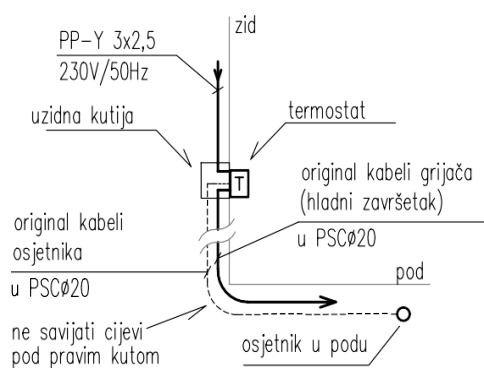 zid
PP-Y 3x2,5
230V/50Hz
uzidna kutija
termostat
T
original kabeli grijača
(hladni završetak)
u PSCø20
original kabeli
osjetnika
u PSCø20
pod
ne savijati cijevi
pod pravim kutom
osjetnik u podu